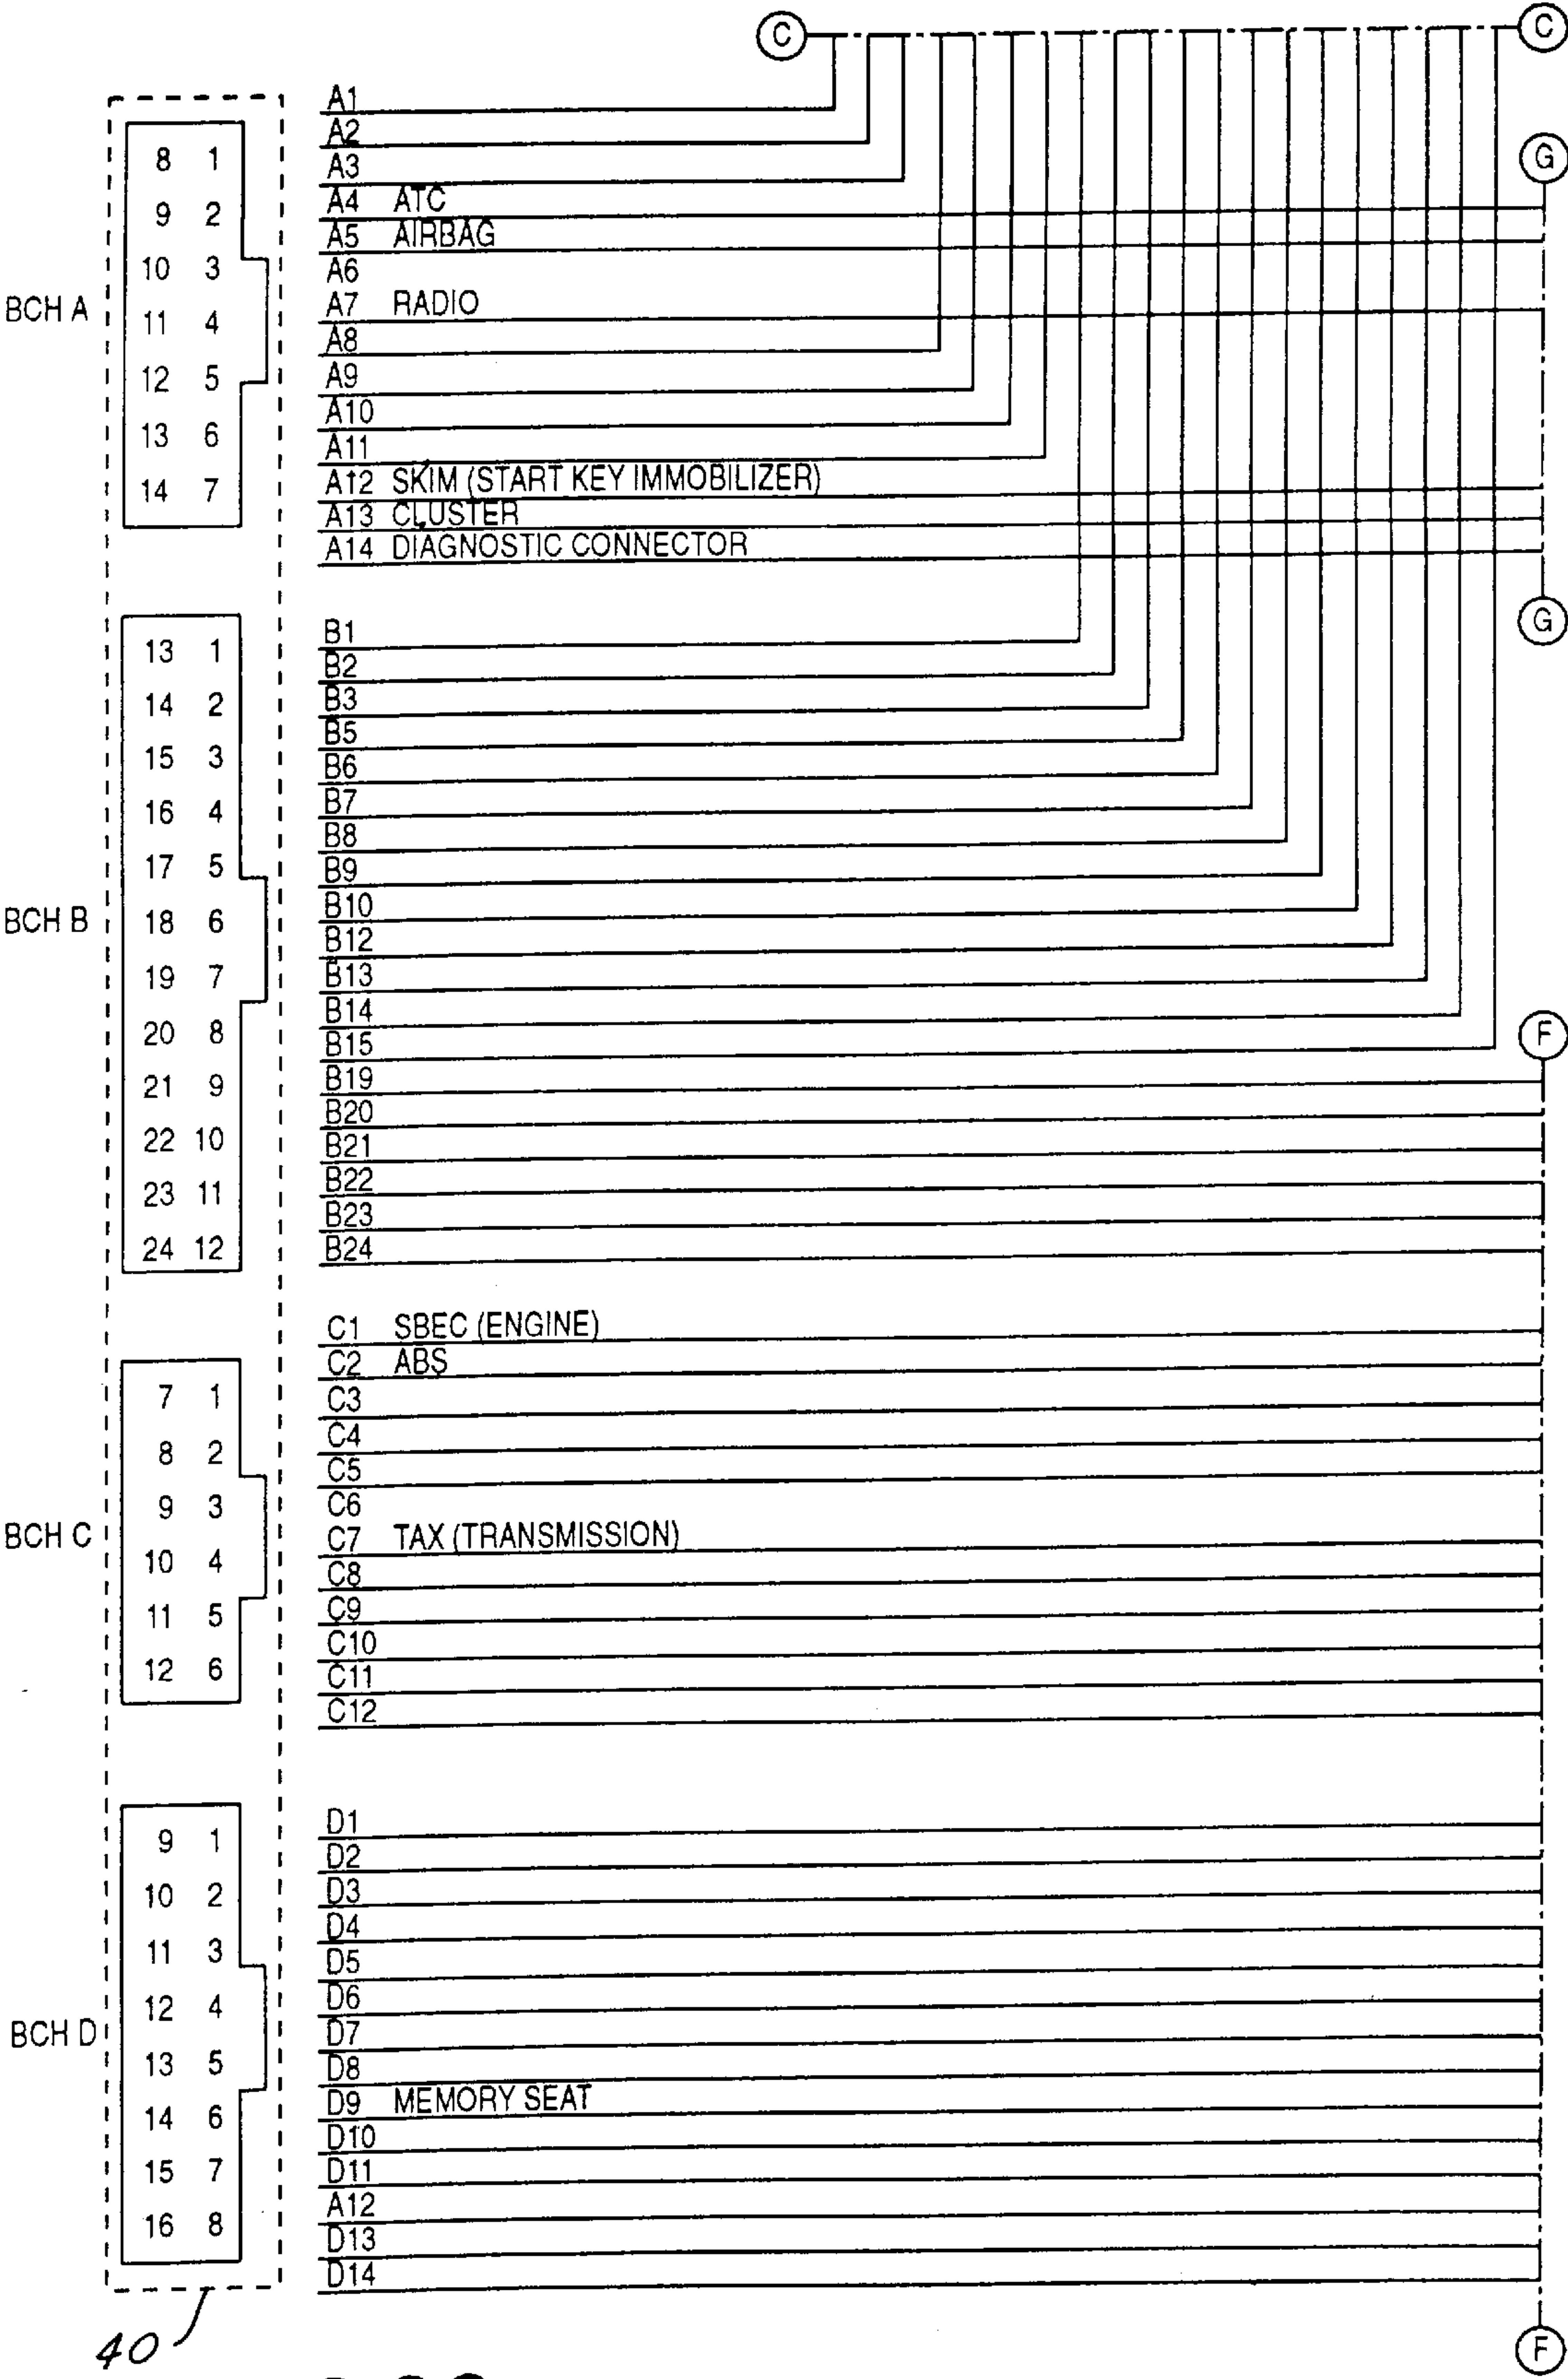 C C
A1
A2
A3
G
A4 ATC
A5 AIRBAG
A6
A7 RADIO
A8
A9
A10
A11
A12 SKIM (START KEY IMMOBILIZER)
A13 CLUSTER
A14 DIAGNOSTIC CONNECTOR
G
BCH A
8 1
9 2
10 3
11 4
12 5
13 6
14 7
B1
B2
B3
B5
B6
B7
B8
B9
B10
B12
B13
B14
B15
F
B19
B20
B21
B22
B23
B24
BCH B
13 1
14 2
15 3
16 4
17 5
18 6
19 7
20 8
21 9
22 10
23 11
24 12
C1 SBEC (ENGINE)
C2 ABS
C3
C4
C5
C6
C7 TAX (TRANSMISSION)
C8
C9
C10
C11
C12
BCH C
7 1
8 2
9 3
10 4
11 5
12 6
D1
D2
D3
D4
D5
D6
D7
D8
D9 MEMORY SEAT
D10
D11
A12
D13
D14
BCH D
9 1
10 2
11 3
12 4
13 5
14 6
15 7
16 8
40
F